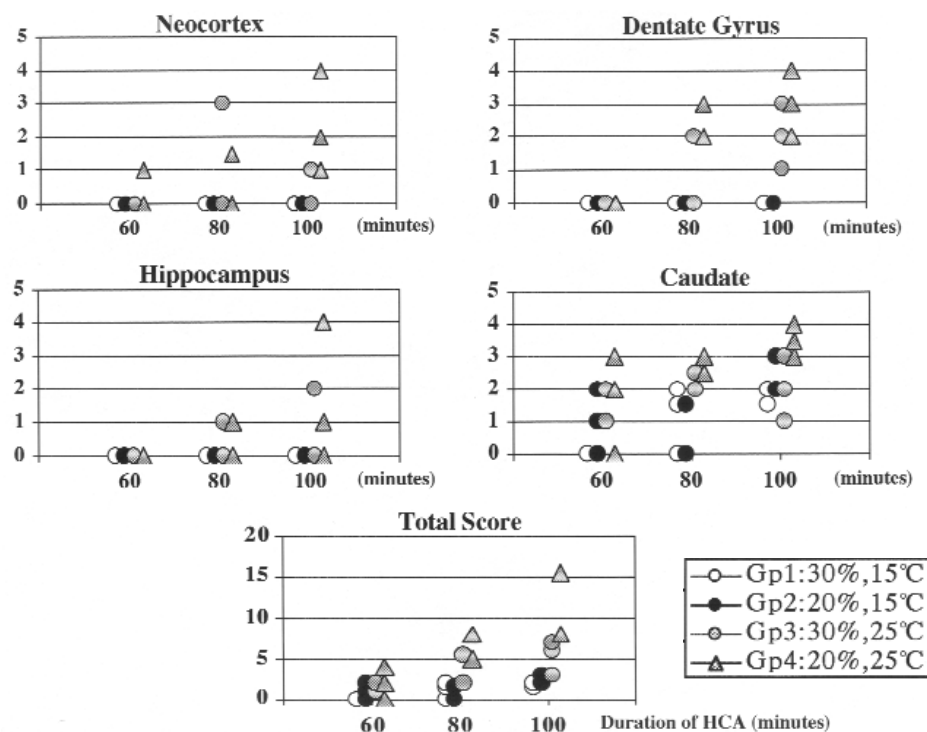 Neocortex
5
4
3
2
1
0
60 80 100 (minutes)
Dentate Gyrus
5
4
3
2
1
0
60 80 100 (minutes)
Hippocampus
5
4
3
2
1
0
60 80 100 (minutes)
Caudate
5
4
3
2
1
0
60 80 100 (minutes)
Total Score
20
15
10
5
0
60 80 100 Duration of HCA (minutes)
Gp1:30%,15℃
Gp2:20%,15℃
Gp3:30%,25℃
Gp4:20%,25℃